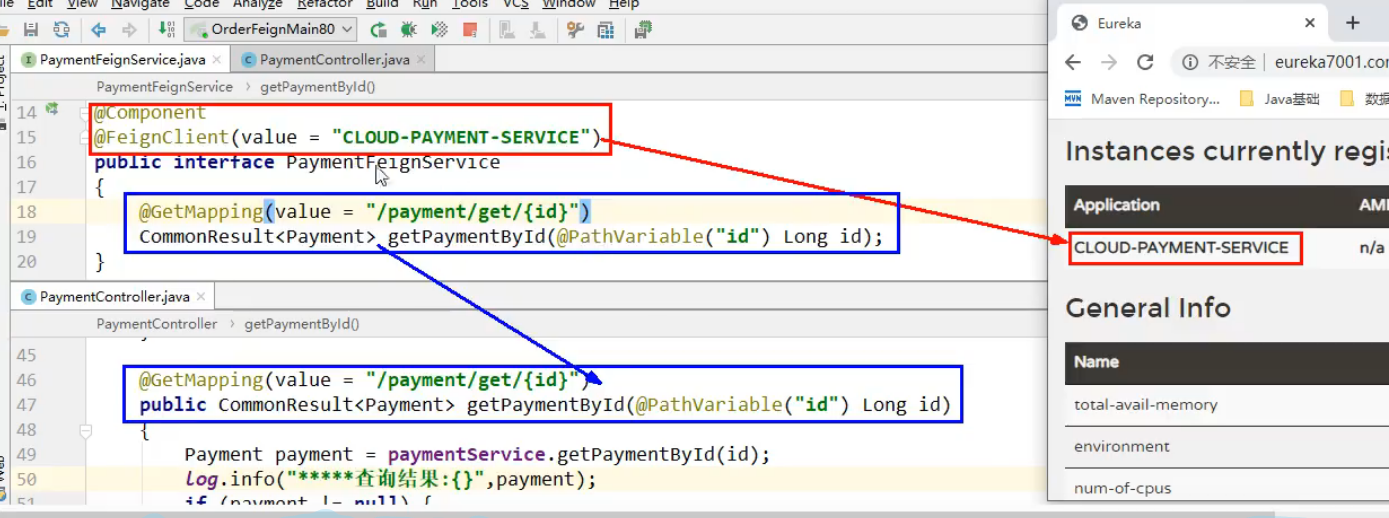 Edit View Navigate Code Analyze Refactor Build Run Tools VCS Window Help
OrderFeignMain80
PaymentFeignService.java PaymentController.java
PaymentFeignService getPaymentById()
14 @Component
15 @FeignClient(value = "CLOUD-PAYMENT-SERVICE")
16 public interface PaymentFeignService
17 {
18 @GetMapping(value = "/payment/get/{id}")
19 CommonResult<Payment> getPaymentById(@PathVariable("id") Long id);
20 }
PaymentController.java
PaymentController getPaymentById()
45
46 @GetMapping(value = "/payment/get/{id}")
47 public CommonResult<Payment> getPaymentById(@PathVariable("id") Long id)
48 {
49 Payment payment = paymentService.getPaymentById(id);
50 log.info("*****查询结果:{}",payment);
51 if (payment != null) {
1: Project
Web
Eureka
不安全 eureka7001.com
Maven Repository... Java基础 数据
Instances currently regis
Application AMI
CLOUD-PAYMENT-SERVICE n/a
General Info
Name
total-avail-memory
environment
num-of-cpus